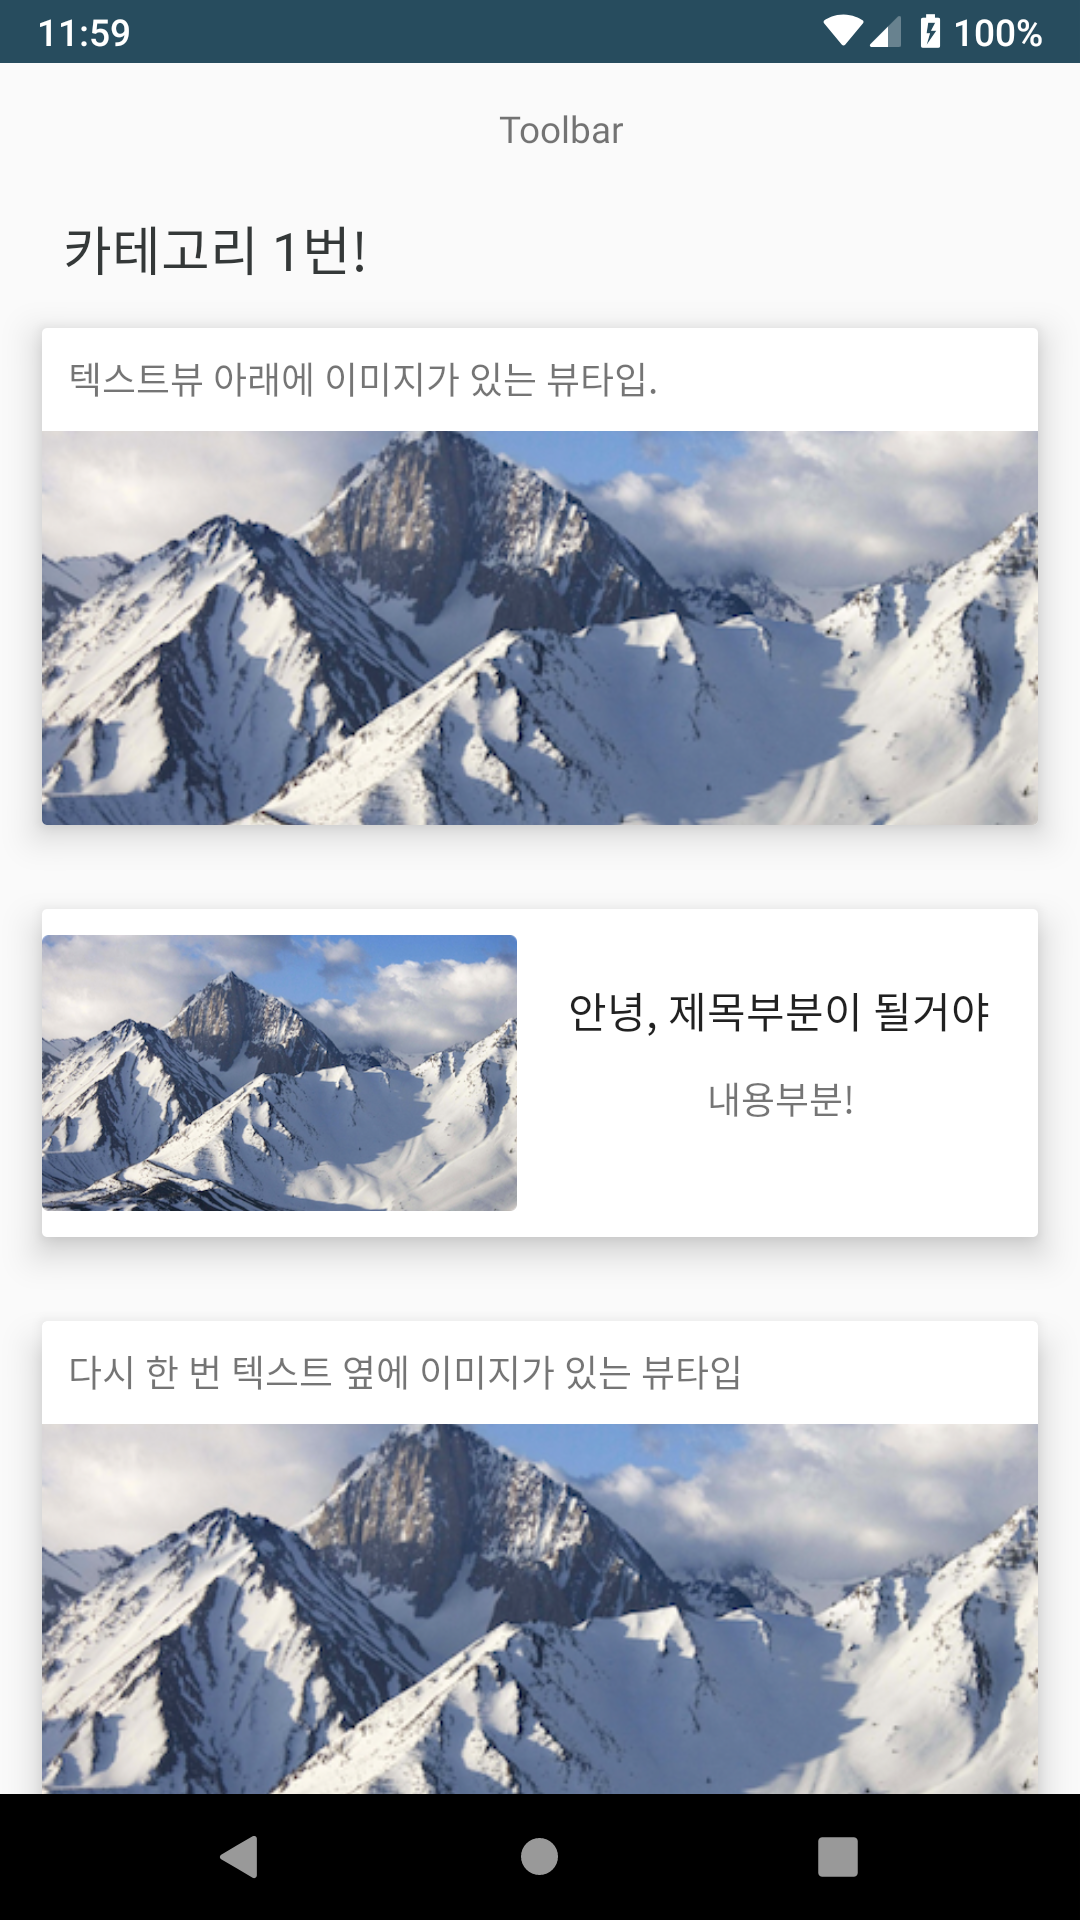 11:59
100%
Toolbar
카테고리 1번!
텍스트뷰 아래에 이미지가 있는 뷰타입.
안녕, 제목부분이 될거야
내용부분!
다시 한 번 텍스트 옆에 이미지가 있는 뷰타입